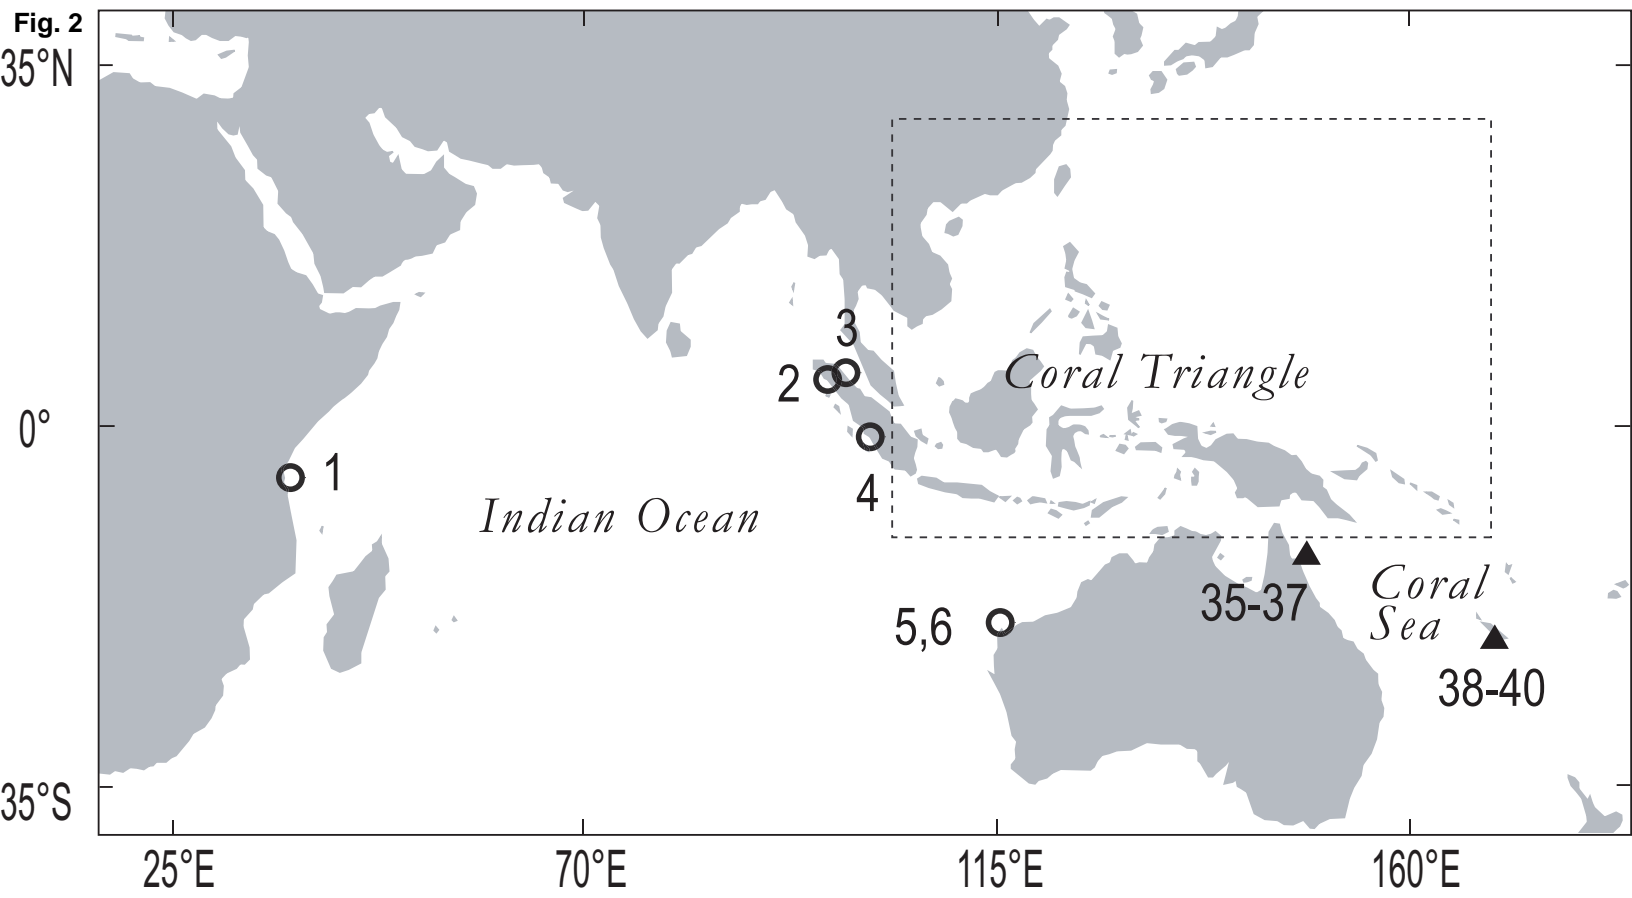 Fig. 2
35°N
3
Coral Triangle
2
0°
1
4
Indian Ocean
Coral
Sea
35-37
5,6
38-40
35°S
25°E
70°E
115°E
160°E